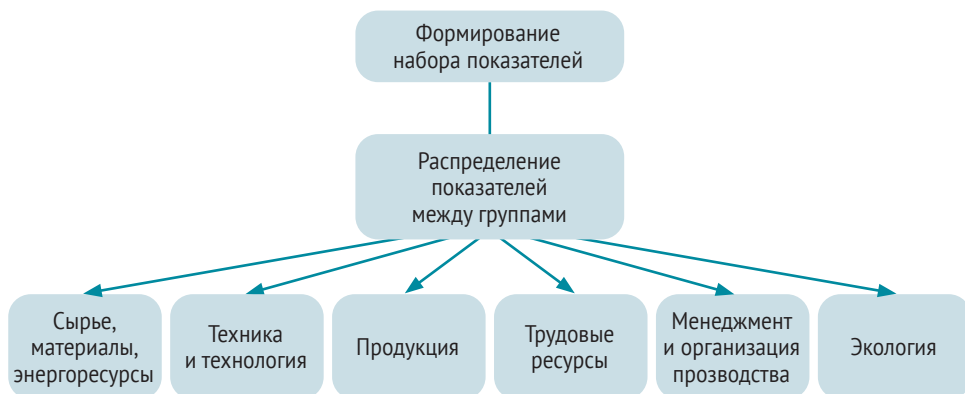 Формирование
набора показателей
Распределение
показателей
между группами
Сырье,
материалы,
энергоресурсы
Техника
и технология
Продукция
Трудовые
ресурсы
Менеджмент
и организация
прозводства
Экология